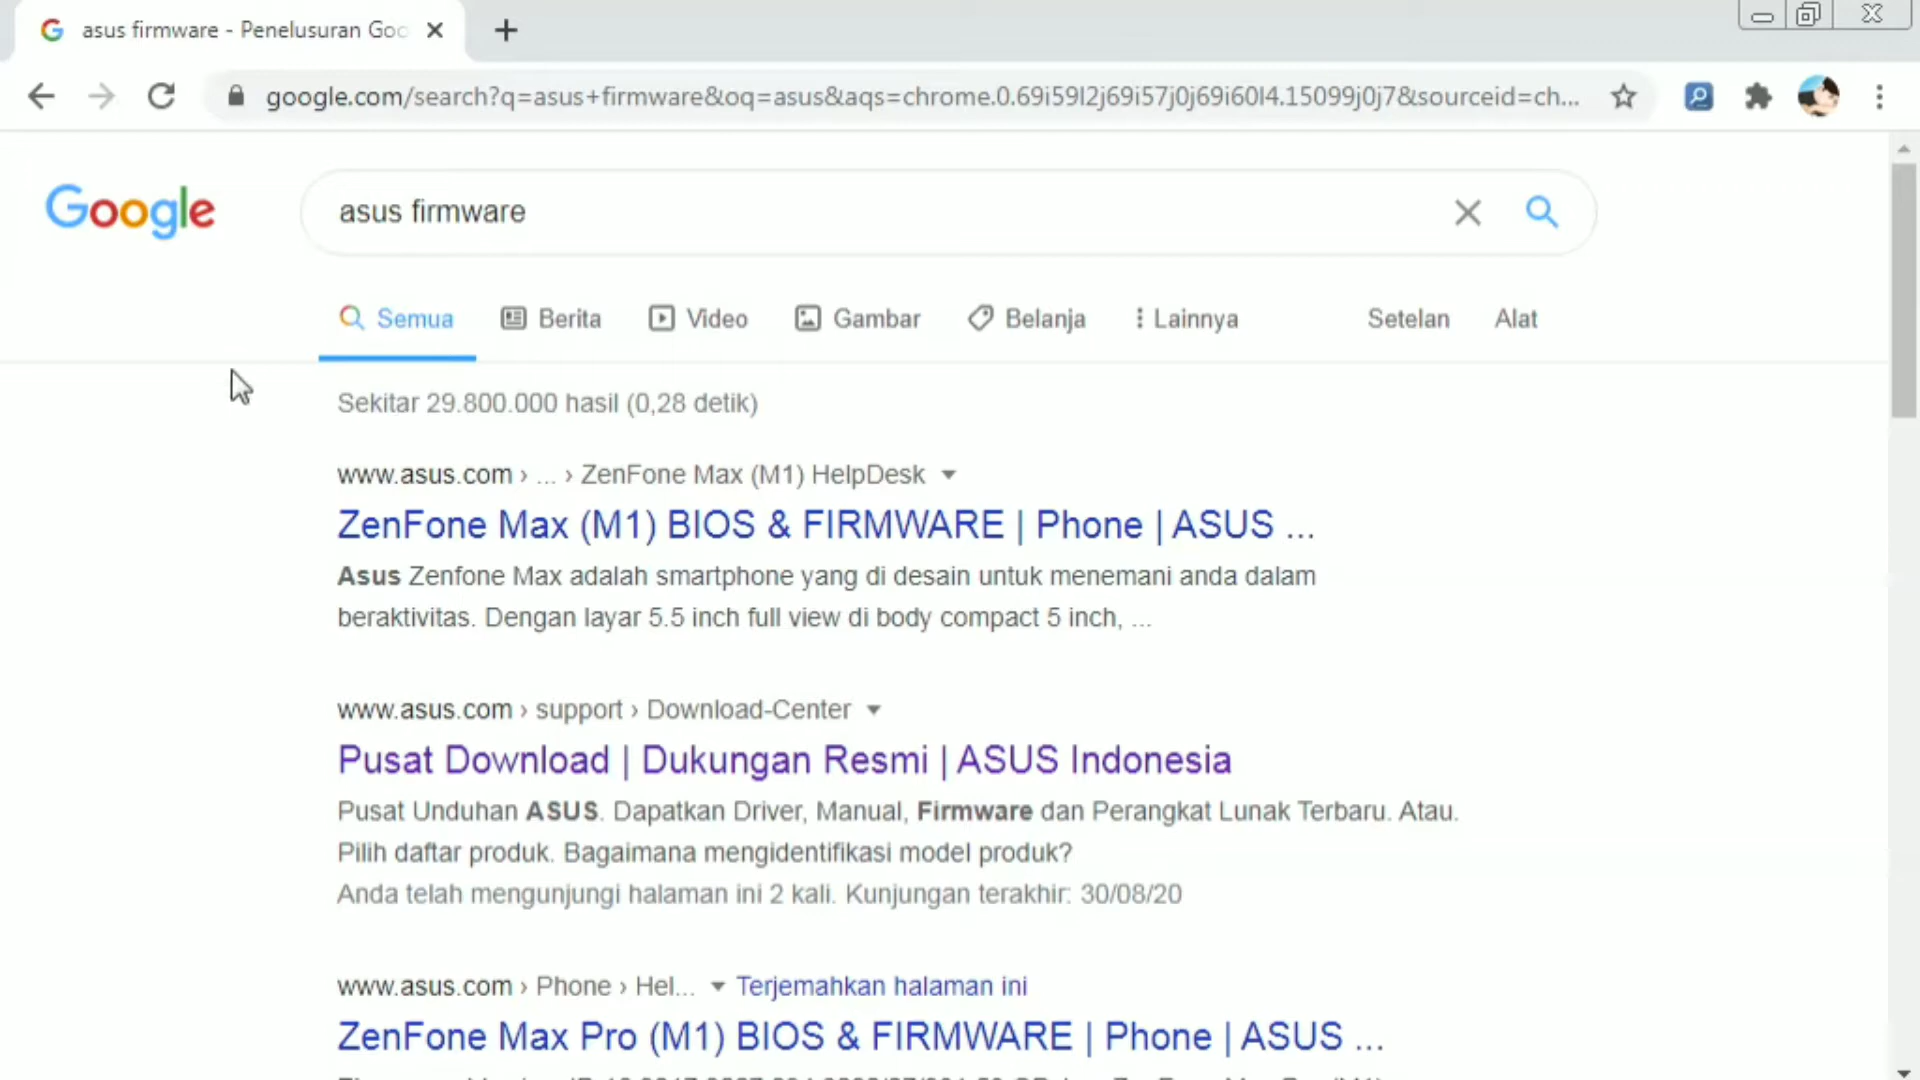 asus firmware - Penelusuran Goo
google.com/search?q=asus+firmware&oq=asus&aqs=chrome.0.69i59l2j69i57j0j69i60l4.15099j0j7&sourceid=ch...
Google
asus firmware
Semua Berita Video Gambar Belanja Lainnya Setelan Alat
Sekitar 29.800.000 hasil (0,28 detik)
www.asus.com › ... › ZenFone Max (M1) HelpDesk
ZenFone Max (M1) BIOS & FIRMWARE | Phone | ASUS ...
Asus Zenfone Max adalah smartphone yang di desain untuk menemani anda dalam
beraktivitas. Dengan layar 5.5 inch full view di body compact 5 inch, ...
www.asus.com › support › Download-Center
Pusat Download | Dukungan Resmi | ASUS Indonesia
Pusat Unduhan ASUS. Dapatkan Driver, Manual, Firmware dan Perangkat Lunak Terbaru. Atau.
Pilih daftar produk. Bagaimana mengidentifikasi model produk?
Anda telah mengunjungi halaman ini 2 kali. Kunjungan terakhir: 30/08/20
www.asus.com › Phone › Hel... Terjemahkan halaman ini
ZenFone Max Pro (M1) BIOS & FIRMWARE | Phone | ASUS ...